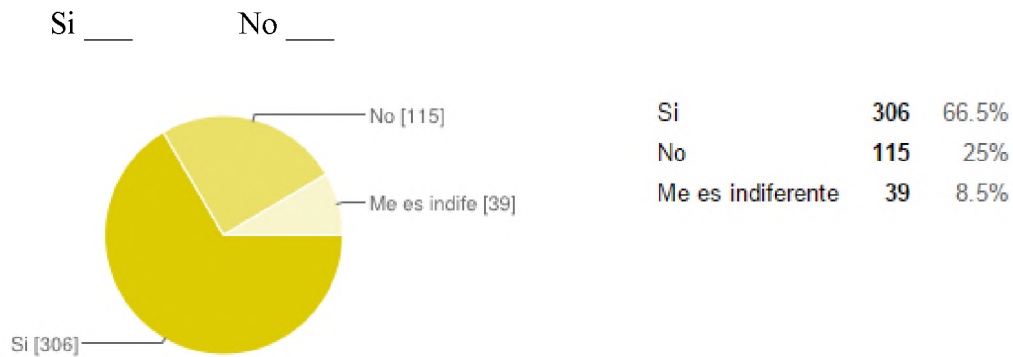 Si ___ No ___
No [115]
Me es indife [39]
Si [306]
Si 306 66.5%
No 115 25%
Me es indiferente 39 8.5%